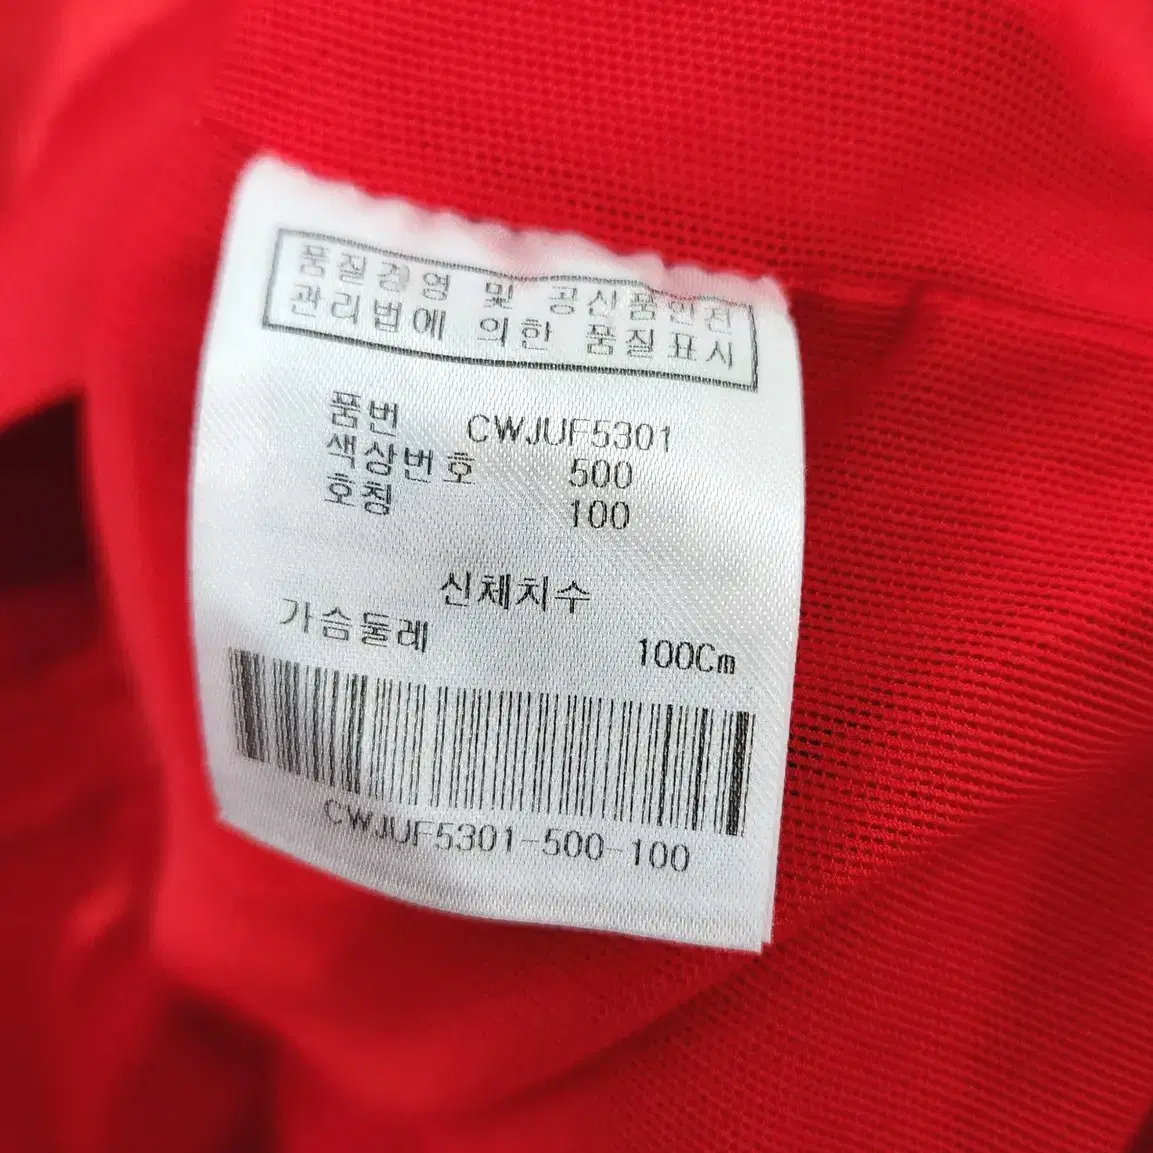 품질경영 및 공산품안전
관리법에 의한 품질표시
품번 CWJUF5301
색상번호 500
호칭 100
신체치수
가슴둘레 100Cm
CWJUF5301-500-100